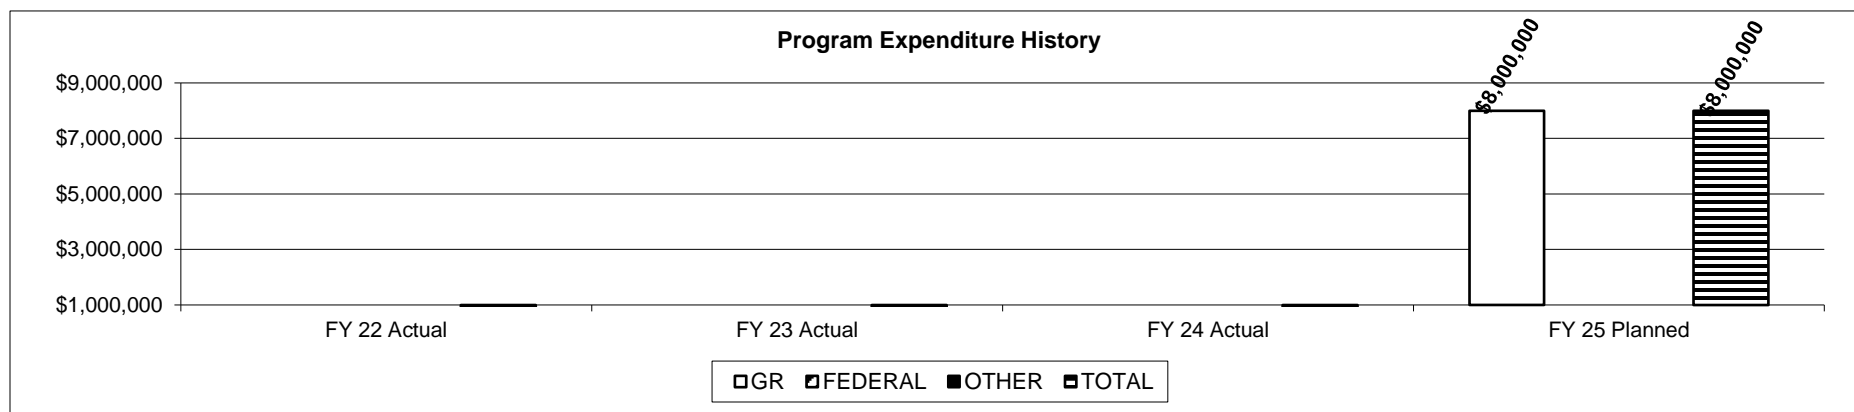 Program Expenditure History
$8,000,000 $8,000,000
$9,000,000
$7,000,000
$5,000,000
$3,000,000
$1,000,000
FY 22 Actual FY 23 Actual FY 24 Actual FY 25 Planned
GR FEDERAL OTHER TOTAL